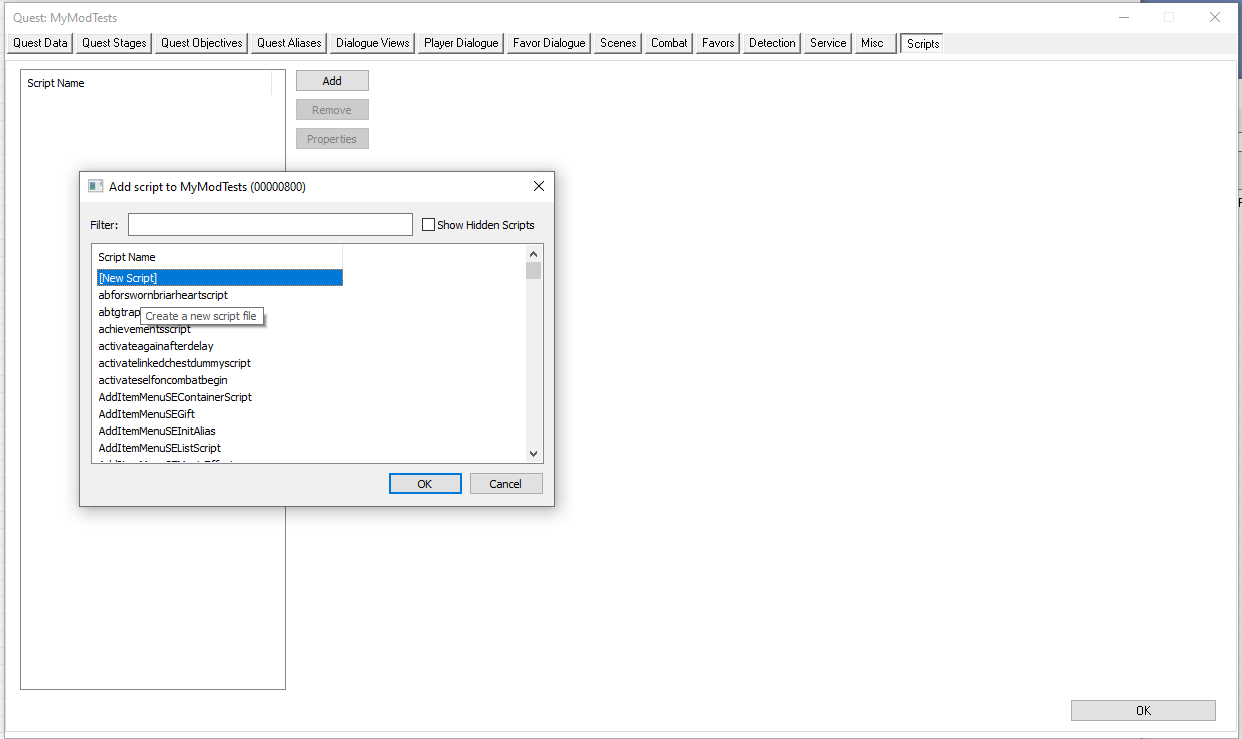 Quest: MyModTests
Quest Data Quest Stages Quest Objectives Quest Aliases Dialogue Views Player Dialogue Favor Dialogue Scenes Combat Favors Detection Service Misc Scripts
Script Name
Add
Remove
Properties
Add script to MyModTests (00000800)
Filter:
Show Hidden Scripts
Script Name
[New Script]
abforswornbriarheartscript
abtgtrap
Create a new script file
achievementsscript
activateagainafterdelay
activatelinkedchestdummyscript
activateselfoncombatbegin
AddItemMenuSEContainerScript
AddItemMenuSEGift
AddItemMenuSEInitAlias
AddItemMenuSEListScript
OK Cancel
OK